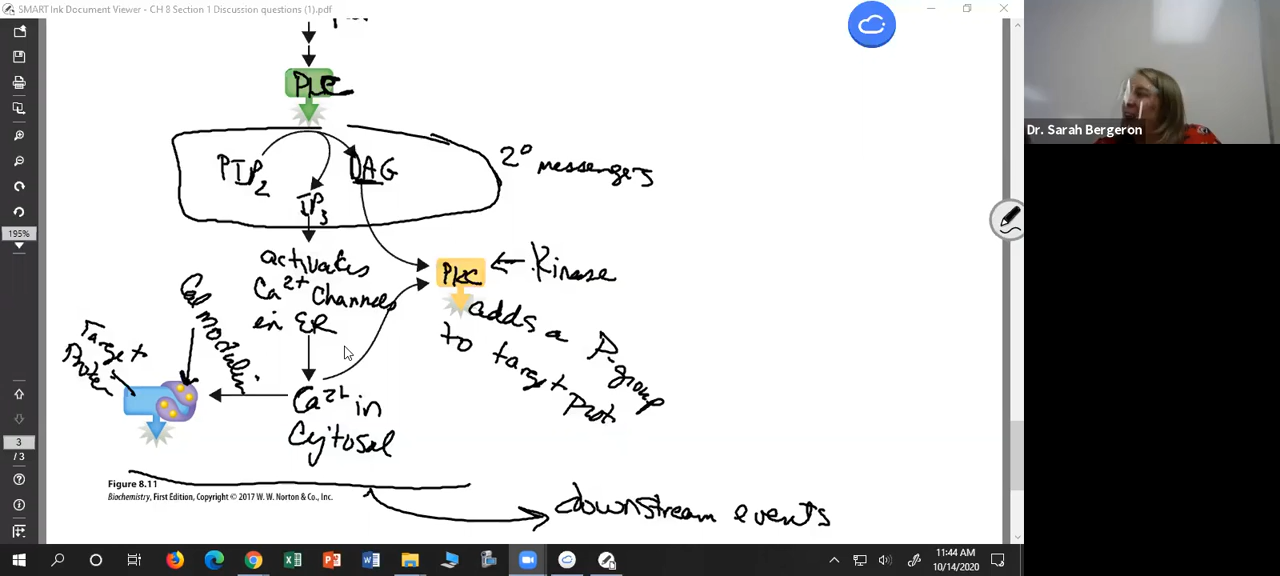 SMART Ink Document Viewer - CH 8 Section 1 Discussion questions (1).pdf
PLC
PIP2
DAG
IP3
2° messengers
activates
Ca2+ Channels
in ER
PKC
← Kinase
adds a
P-group
to target
Prot
Calmodulin
Target
Protein
Ca2+ in
Cytosol
Figure 8.11
Biochemistry, First Edition, Copyright © 2017 W. W. Norton & Co., Inc.
downstream events
Dr. Sarah Bergeron
195%
3
/ 3
11:44 AM
10/14/2020